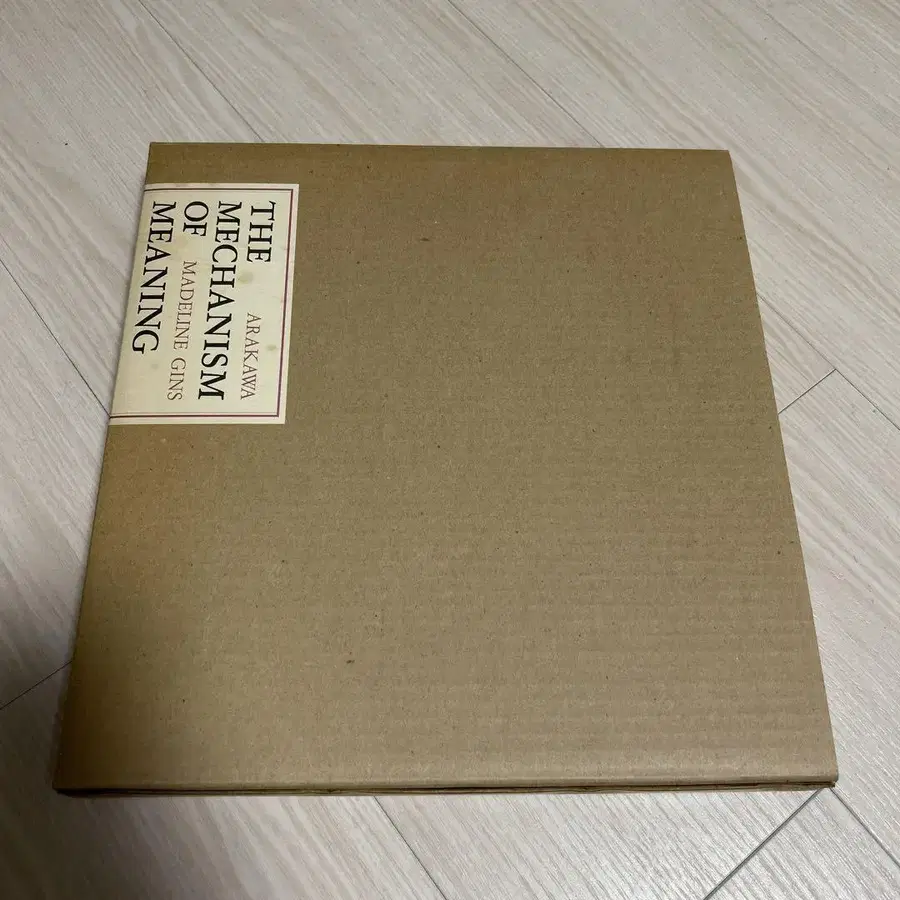 THE
ARAKAWA
MECHANISM
OF
MADELINE GINS
MEANING